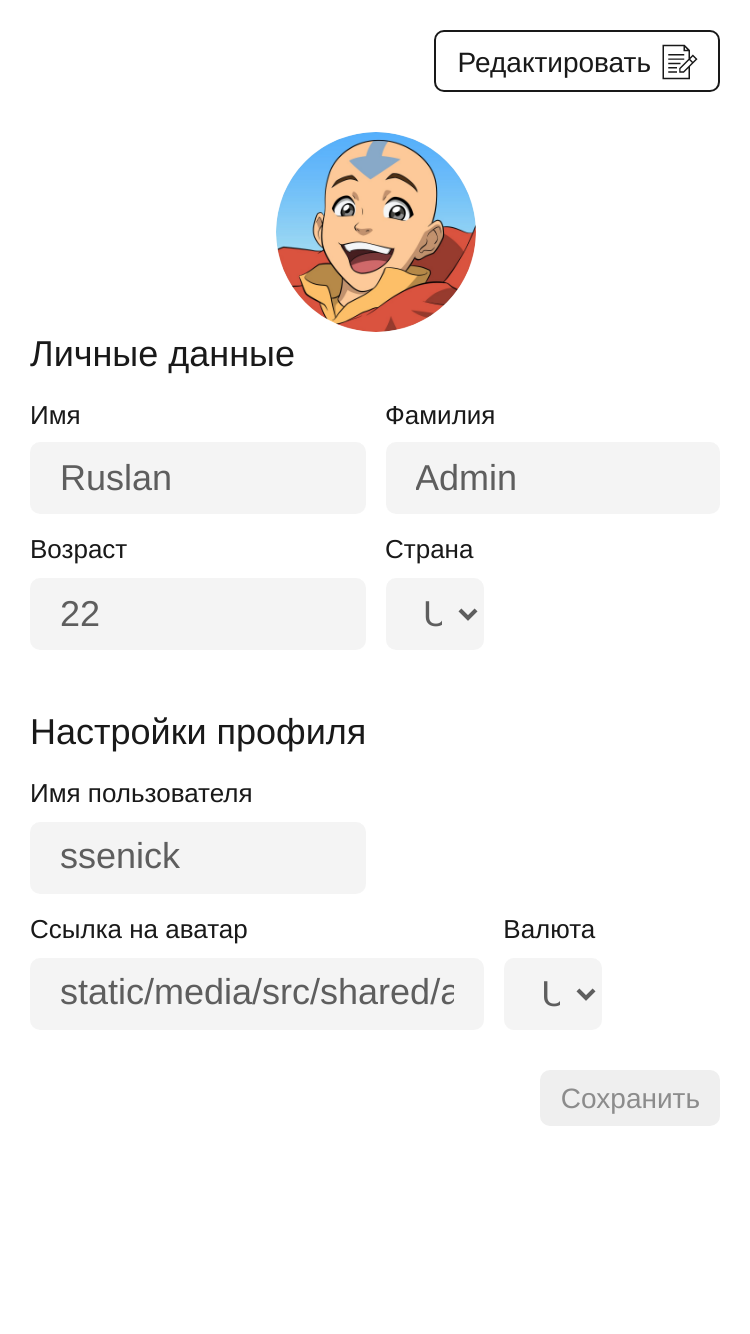 Редактировать
Личные данные
Имя Фамилия
Ruslan Admin
Возраст Страна
22
Настройки профиля
Имя пользователя
ssenick
Ссылка на аватар Валюта
static/media/src/shared/a
Сохранить